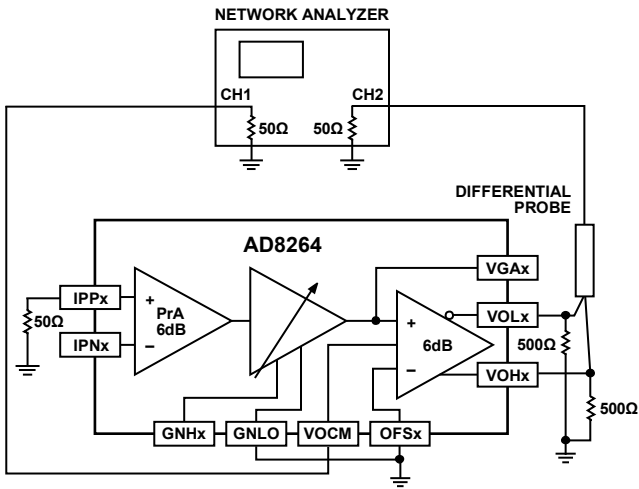 NETWORK ANALYZER
CH1
CH2
50Ω
50Ω
DIFFERENTIAL
PROBE
AD8264
VGAx
IPPx
+
PrA
6dB
–
+
6dB
–
VOLx
50Ω
IPNx
500Ω
VOHx
500Ω
GNHx
GNLO
VOCM
OFSx